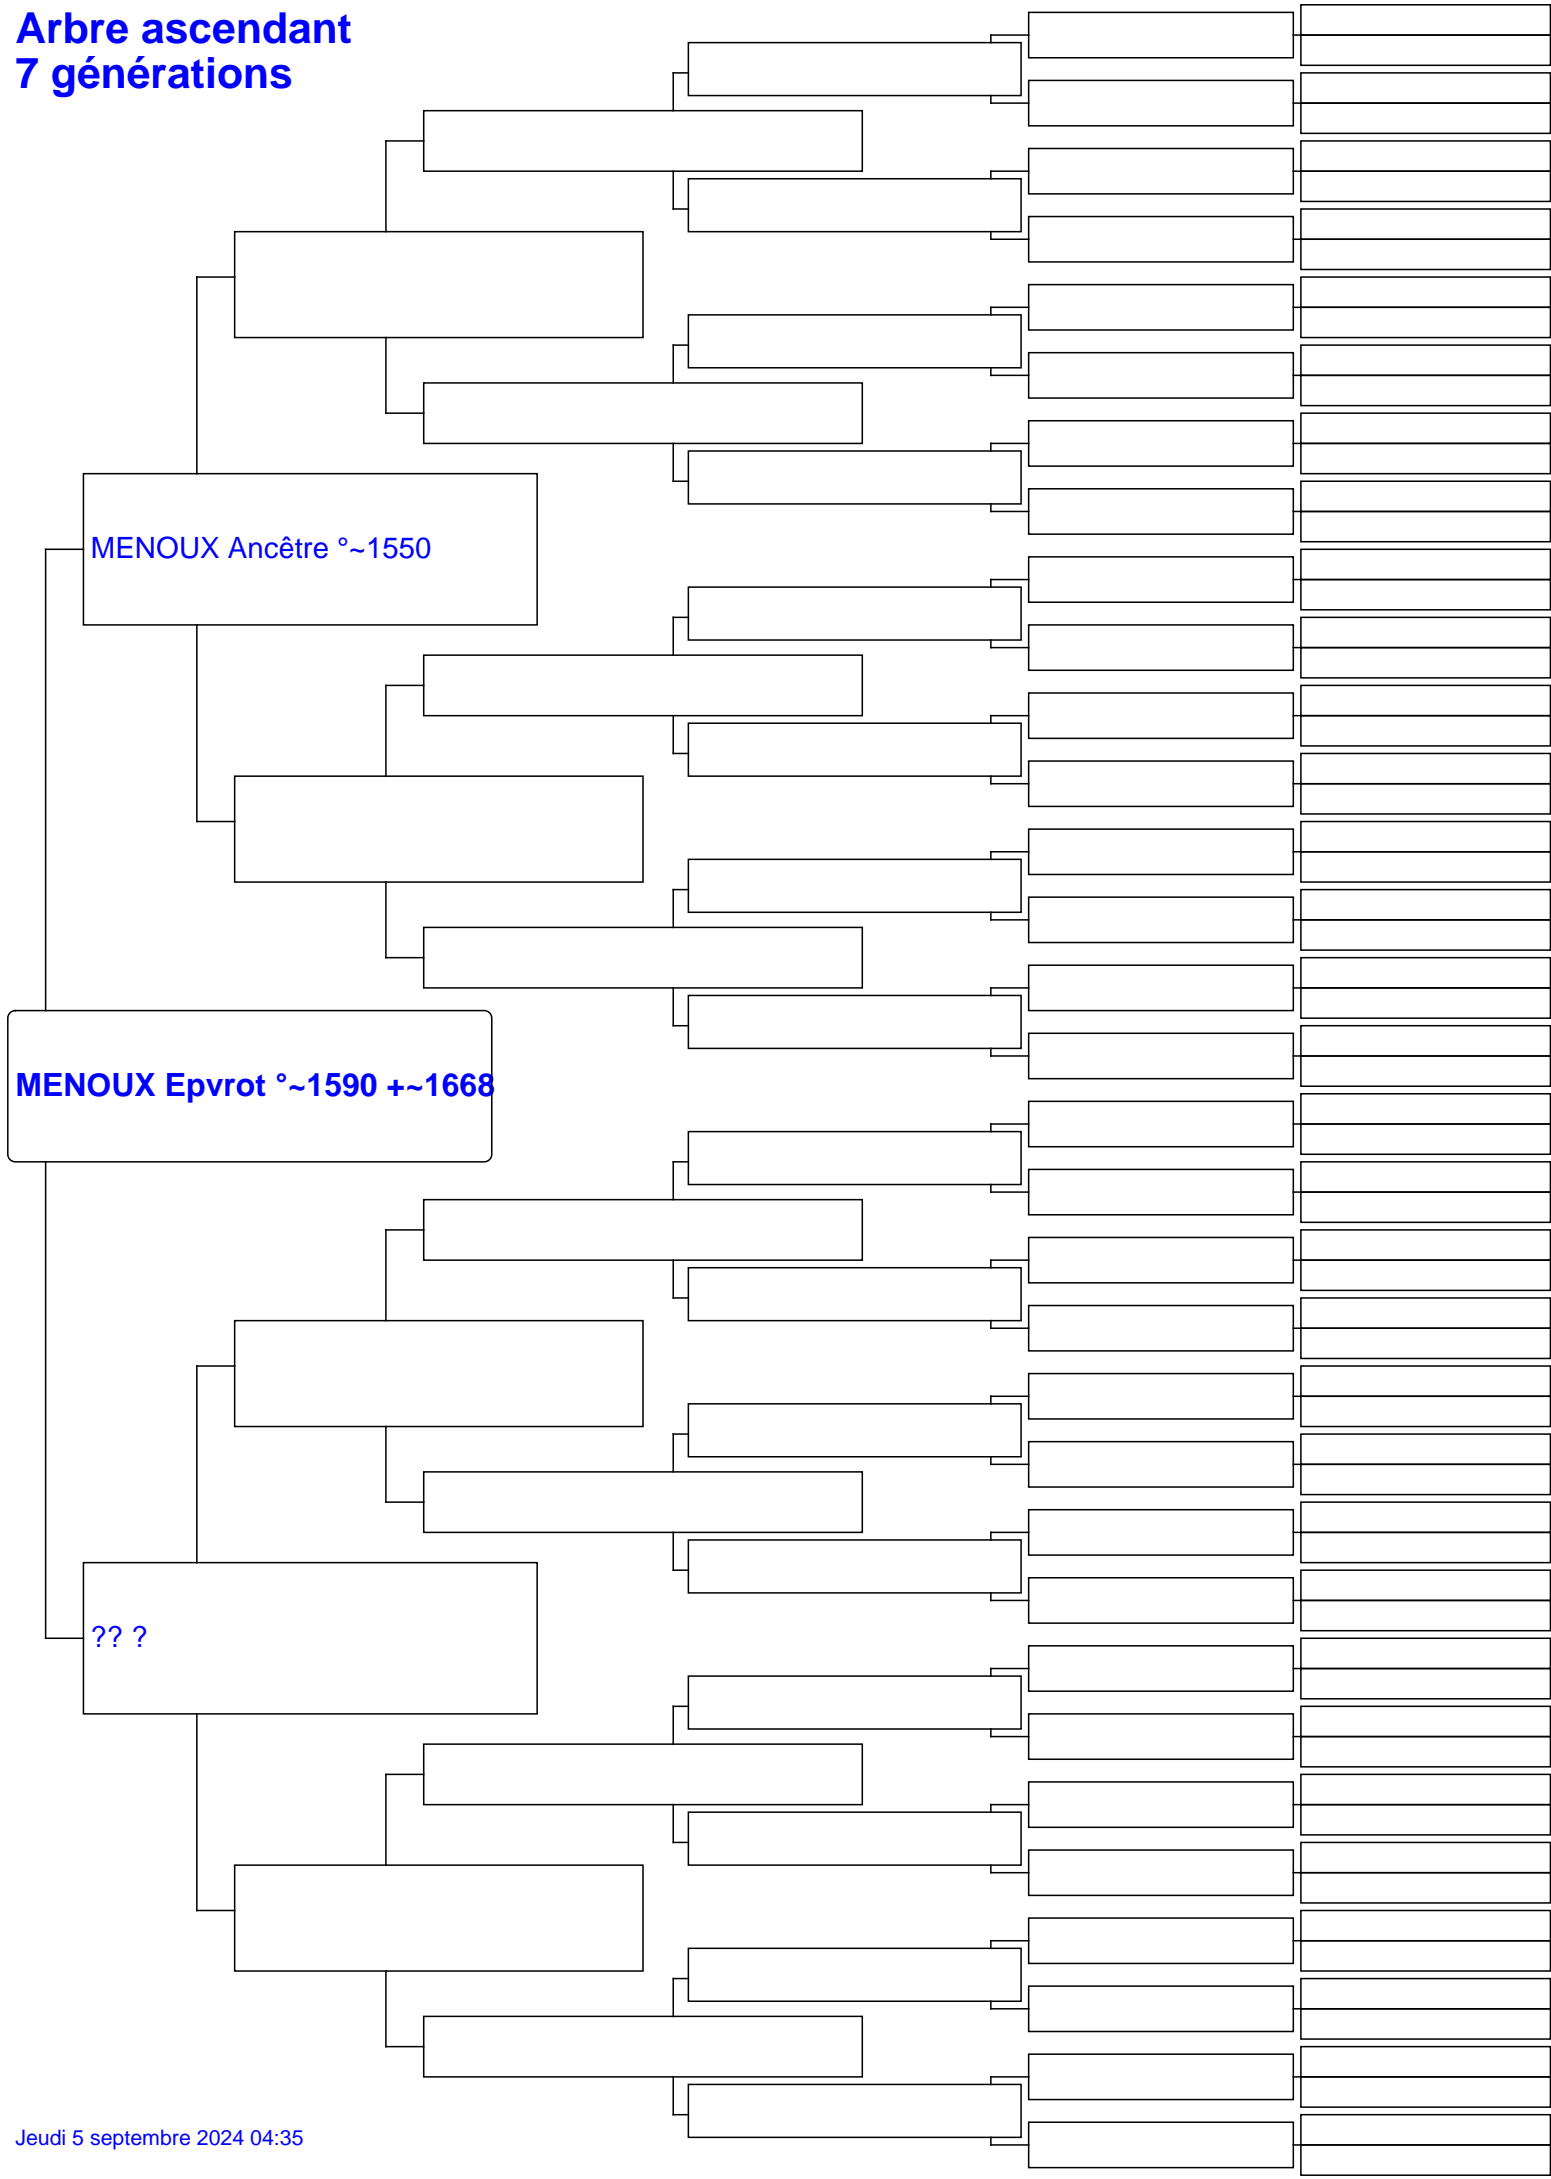 Arbre ascendant
7 générations
MENOUX Ancêtre °~1550
MENOUX Epvrot °~1590 +~1668
?? ?
Jeudi 5 septembre 2024 04:35